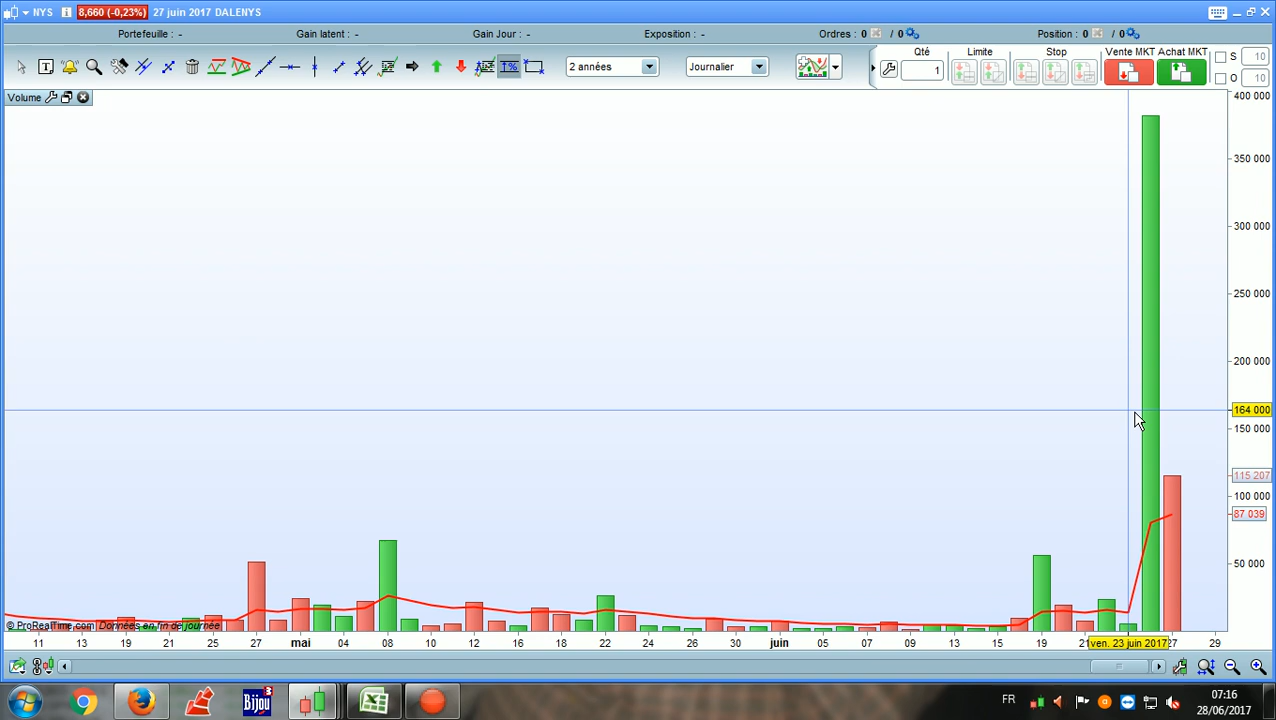 NYS 8,660 (-0,23%) 27 juin 2017 DALENYS
Portefeuille : - Gain latent : - Gain Jour : - Exposition : - Ordres : 0 / 0 Position : 0 / 0
2 années Journalier Qté 1 Limite Stop Vente MKT Achat MKT S 10 O 10
Volume
400 000
350 000
300 000
250 000
200 000
164 000
150 000
115 207
100 000
87 039
50 000
© ProRealTime.com Données en fin de journée
11 13 19 21 25 27 mai 04 08 10 12 16 18 22 24 26 30 juin 05 07 09 13 15 19 21 ven. 23 juin 2017 27 29
Bijou 3
FR 07:16
28/06/2017